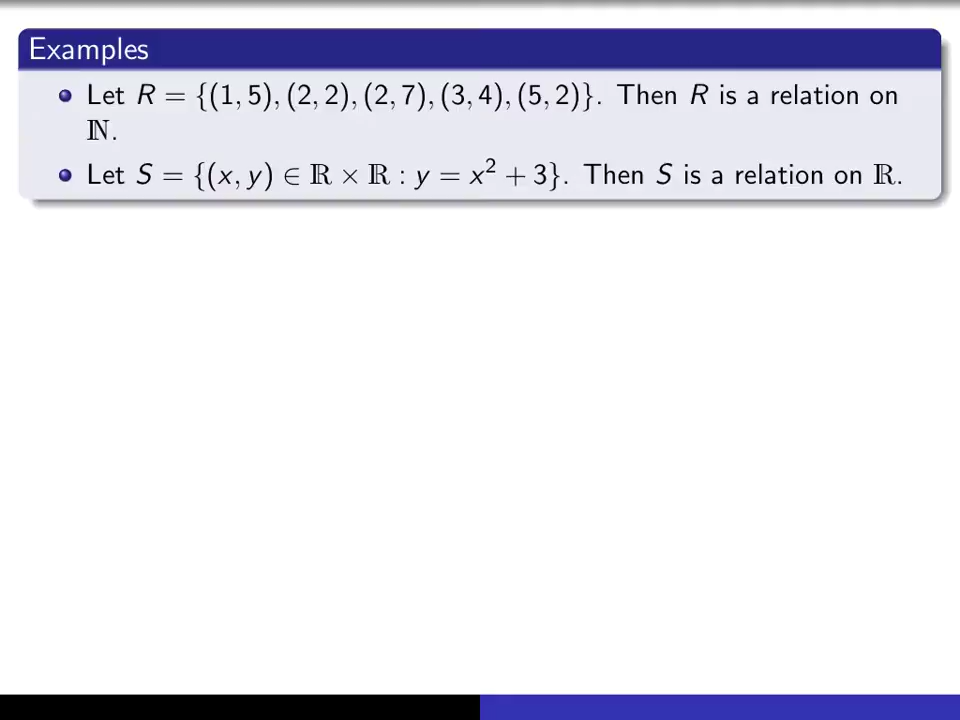 Examples
Let R = {(1, 5), (2, 2), (2, 7), (3, 4), (5, 2)}. Then R is a relation on
ℕ.
Let S = {(x, y) ∈ ℝ × ℝ : y = x² + 3}. Then S is a relation on ℝ.